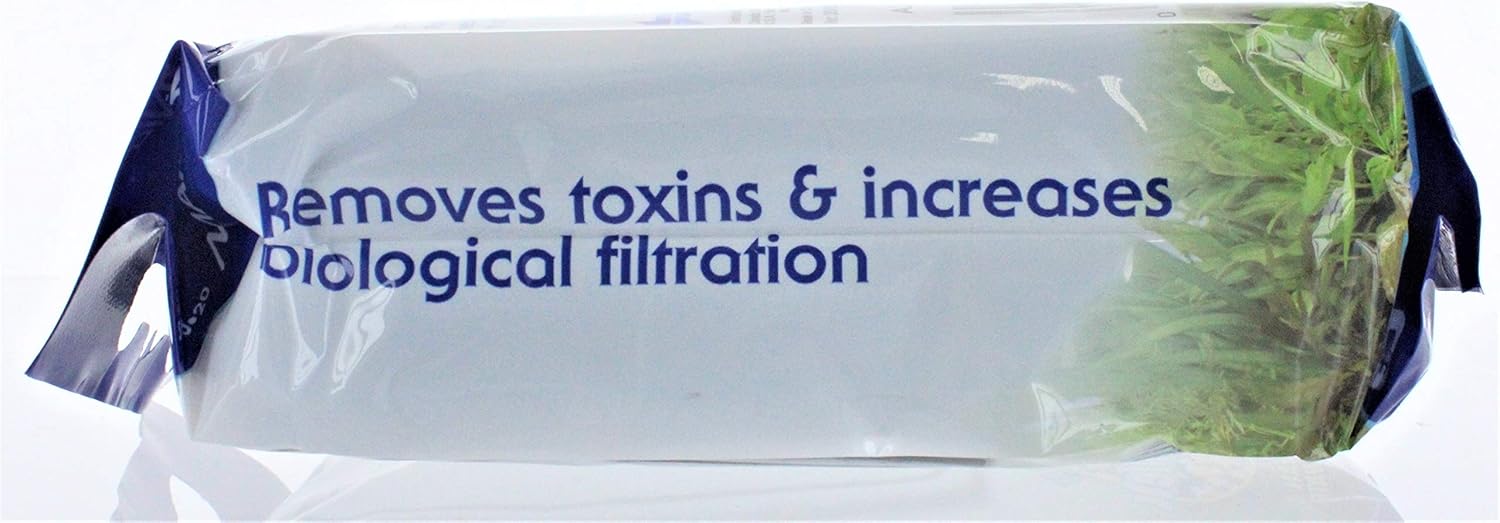 Removes toxins & increases
biological filtration